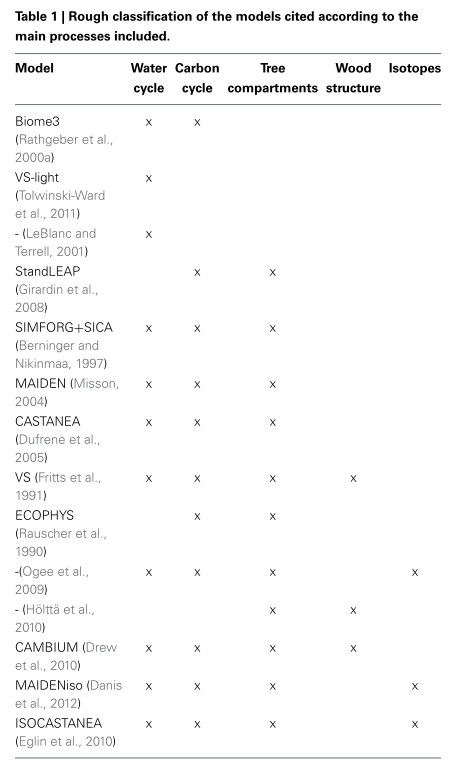 Table 1 | Rough classification of the models cited according to the
main processes included.
Model Water Carbon Tree Wood Isotopes
cycle cycle compartments structure
Biome3 x x
(Rathgeber et al.,
2000a)
VS-light x
(Tolwinski-Ward
et al., 2011)
- (LeBlanc and x
Terrell, 2001)
StandLEAP x x
(Girardin et al.,
2008)
SIMFORG+SICA x x x
(Berninger and
Nikinmaa, 1997)
MAIDEN (Misson, x x x
2004)
CASTANEA x x x
(Dufrene et al.,
2005)
VS (Fritts et al., x x x x
1991)
ECOPHYS x x
(Rauscher et al.,
1990)
-(Ogee et al., x x x x
2009)
- (Hölttä et al., x x
2010)
CAMBIUM (Drew x x x x
et al., 2010)
MAIDENiso (Danis x x x x
et al., 2012)
ISOCASTANEA x x x x
(Eglin et al., 2010)